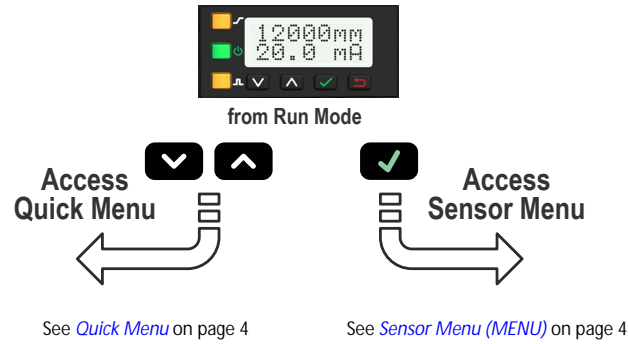 12000mm
20.0 mA
from Run Mode
Access
Quick Menu
Access
Sensor Menu
See Quick Menu on page 4
See Sensor Menu (MENU) on page 4